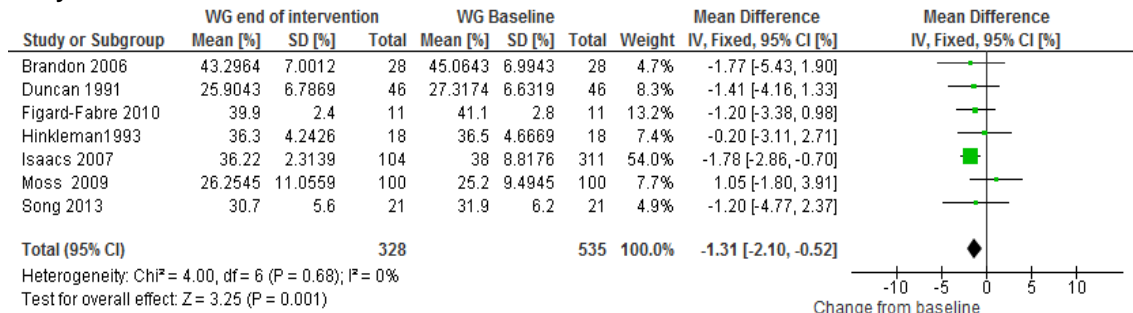 WG end of intervention WG Baseline Mean Difference Mean Difference
Study or Subgroup Mean [%] SD [%] Total Mean [%] SD [%] Total Weight IV, Fixed, 95% CI [%] IV, Fixed, 95% CI [%]
Brandon 2006 43.2964 7.0012 28 45.0643 6.9943 28 4.7% -1.77 [-5.43, 1.90]
Duncan 1991 25.9043 6.7869 46 27.3174 6.6319 46 8.3% -1.41 [-4.16, 1.33]
Figard-Fabre 2010 39.9 2.4 11 41.1 2.8 11 13.2% -1.20 [-3.38, 0.98]
Hinkleman1993 36.3 4.2426 18 36.5 4.6669 18 7.4% -0.20 [-3.11, 2.71]
Isaacs 2007 36.22 2.3139 104 38 8.8176 311 54.0% -1.78 [-2.86, -0.70]
Moss 2009 26.2545 11.0559 100 25.2 9.4945 100 7.7% 1.05 [-1.80, 3.91]
Song 2013 30.7 5.6 21 31.9 6.2 21 4.9% -1.20 [-4.77, 2.37]
Total (95% CI) 328 535 100.0% -1.31 [-2.10, -0.52]
Heterogeneity: Chi² = 4.00, df = 6 (P = 0.68); I² = 0%
Test for overall effect: Z = 3.25 (P = 0.001)
-10 -5 0 5 10
Change from baseline